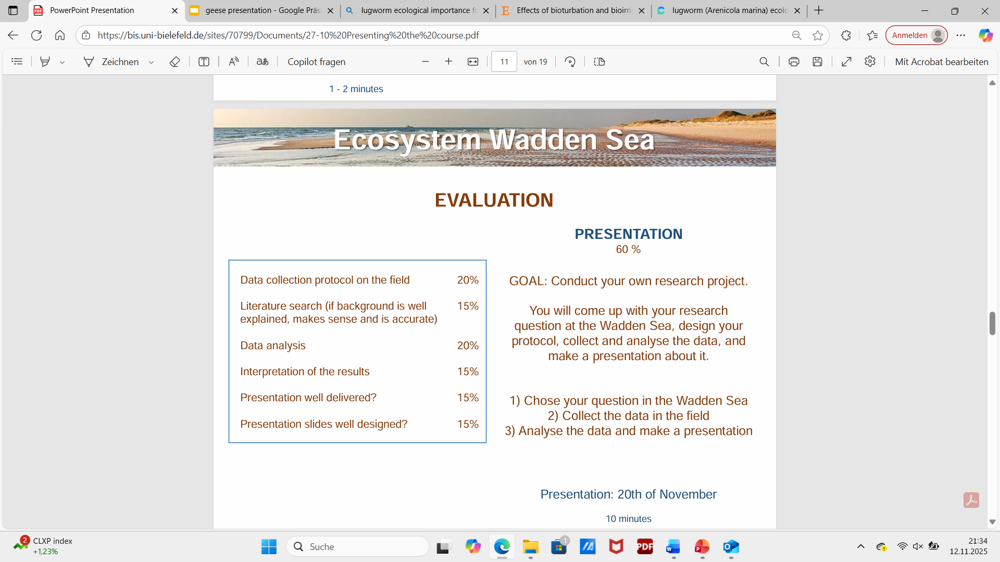 PowerPoint Presentation
geese presentation - Google Präs
lugworm ecological importance f
Effects of bioturbation and bioirri
lugworm (Arenicola marina) ecolo
https://bis.uni-bielefeld.de/sites/70799/Documents/27-10%20Presenting%20the%20course.pdf
Anmelden
Zeichnen
T
A
aあ
Copilot fragen
11
von 19
Mit Acrobat bearbeiten
1 - 2 minutes
Ecosystem Wadden Sea
EVALUATION
Data collection protocol on the field 20%
Literature search (if background is well 15%
explained, makes sense and is accurate)
Data analysis 20%
Interpretation of the results 15%
Presentation well delivered? 15%
Presentation slides well designed? 15%
PRESENTATION
60 %
GOAL: Conduct your own research project.
You will come up with your research
question at the Wadden Sea, design your
protocol, collect and analyse the data, and
make a presentation about it.
1) Chose your question in the Wadden Sea
2) Collect the data in the field
3) Analyse the data and make a presentation
Presentation: 20th of November
10 minutes
2
CLXP index
+1,23%
Suche
1
PDF
W
P
O
21:34
12.11.2025